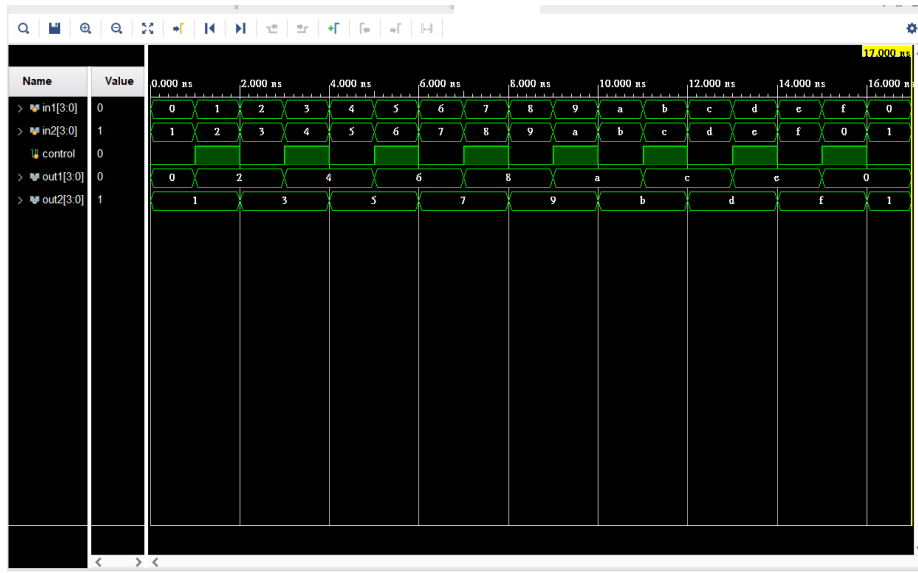 17.000 ns
Name Value 0.000 ns 2.000 ns 4.000 ns 6.000 ns 8.000 ns 10.000 ns 12.000 ns 14.000 ns 16.000 n
in1[3:0] 0 0 1 2 3 4 5 6 7 8 9 a b c d e f 0
in2[3:0] 1 1 2 3 4 5 6 7 8 9 a b c d e f 0 1
control 0
out1[3:0] 0 0 2 4 6 8 a c e 0
out2[3:0] 1 1 3 5 7 9 b d f 1